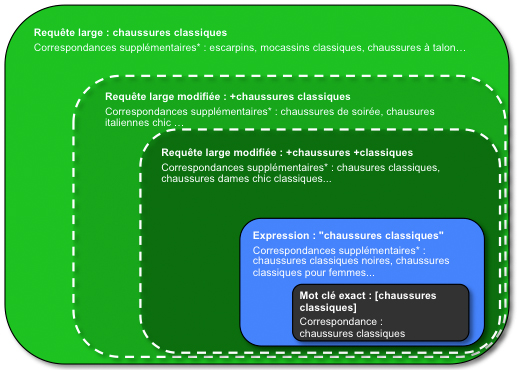 Requête large : chaussures classiques
Correspondances supplémentaires* : escarpins, mocassins classiques, chaussures à talon…
Requête large modifiée : +chaussures classiques
Correspondances supplémentaires* : chaussures de soirée, chausures
italiennes chic …
Requête large modifiée : +chaussures +classiques
Correspondances supplémentaires* : chausures classiques,
chaussures dames chic classiques...
Expression : "chaussures classiques"
Correspondances supplémentaires* :
chaussures classiques noires, chaussures
classiques pour femmes...
Mot clé exact : [chaussures
classiques]
Correspondance :
chaussures classiques